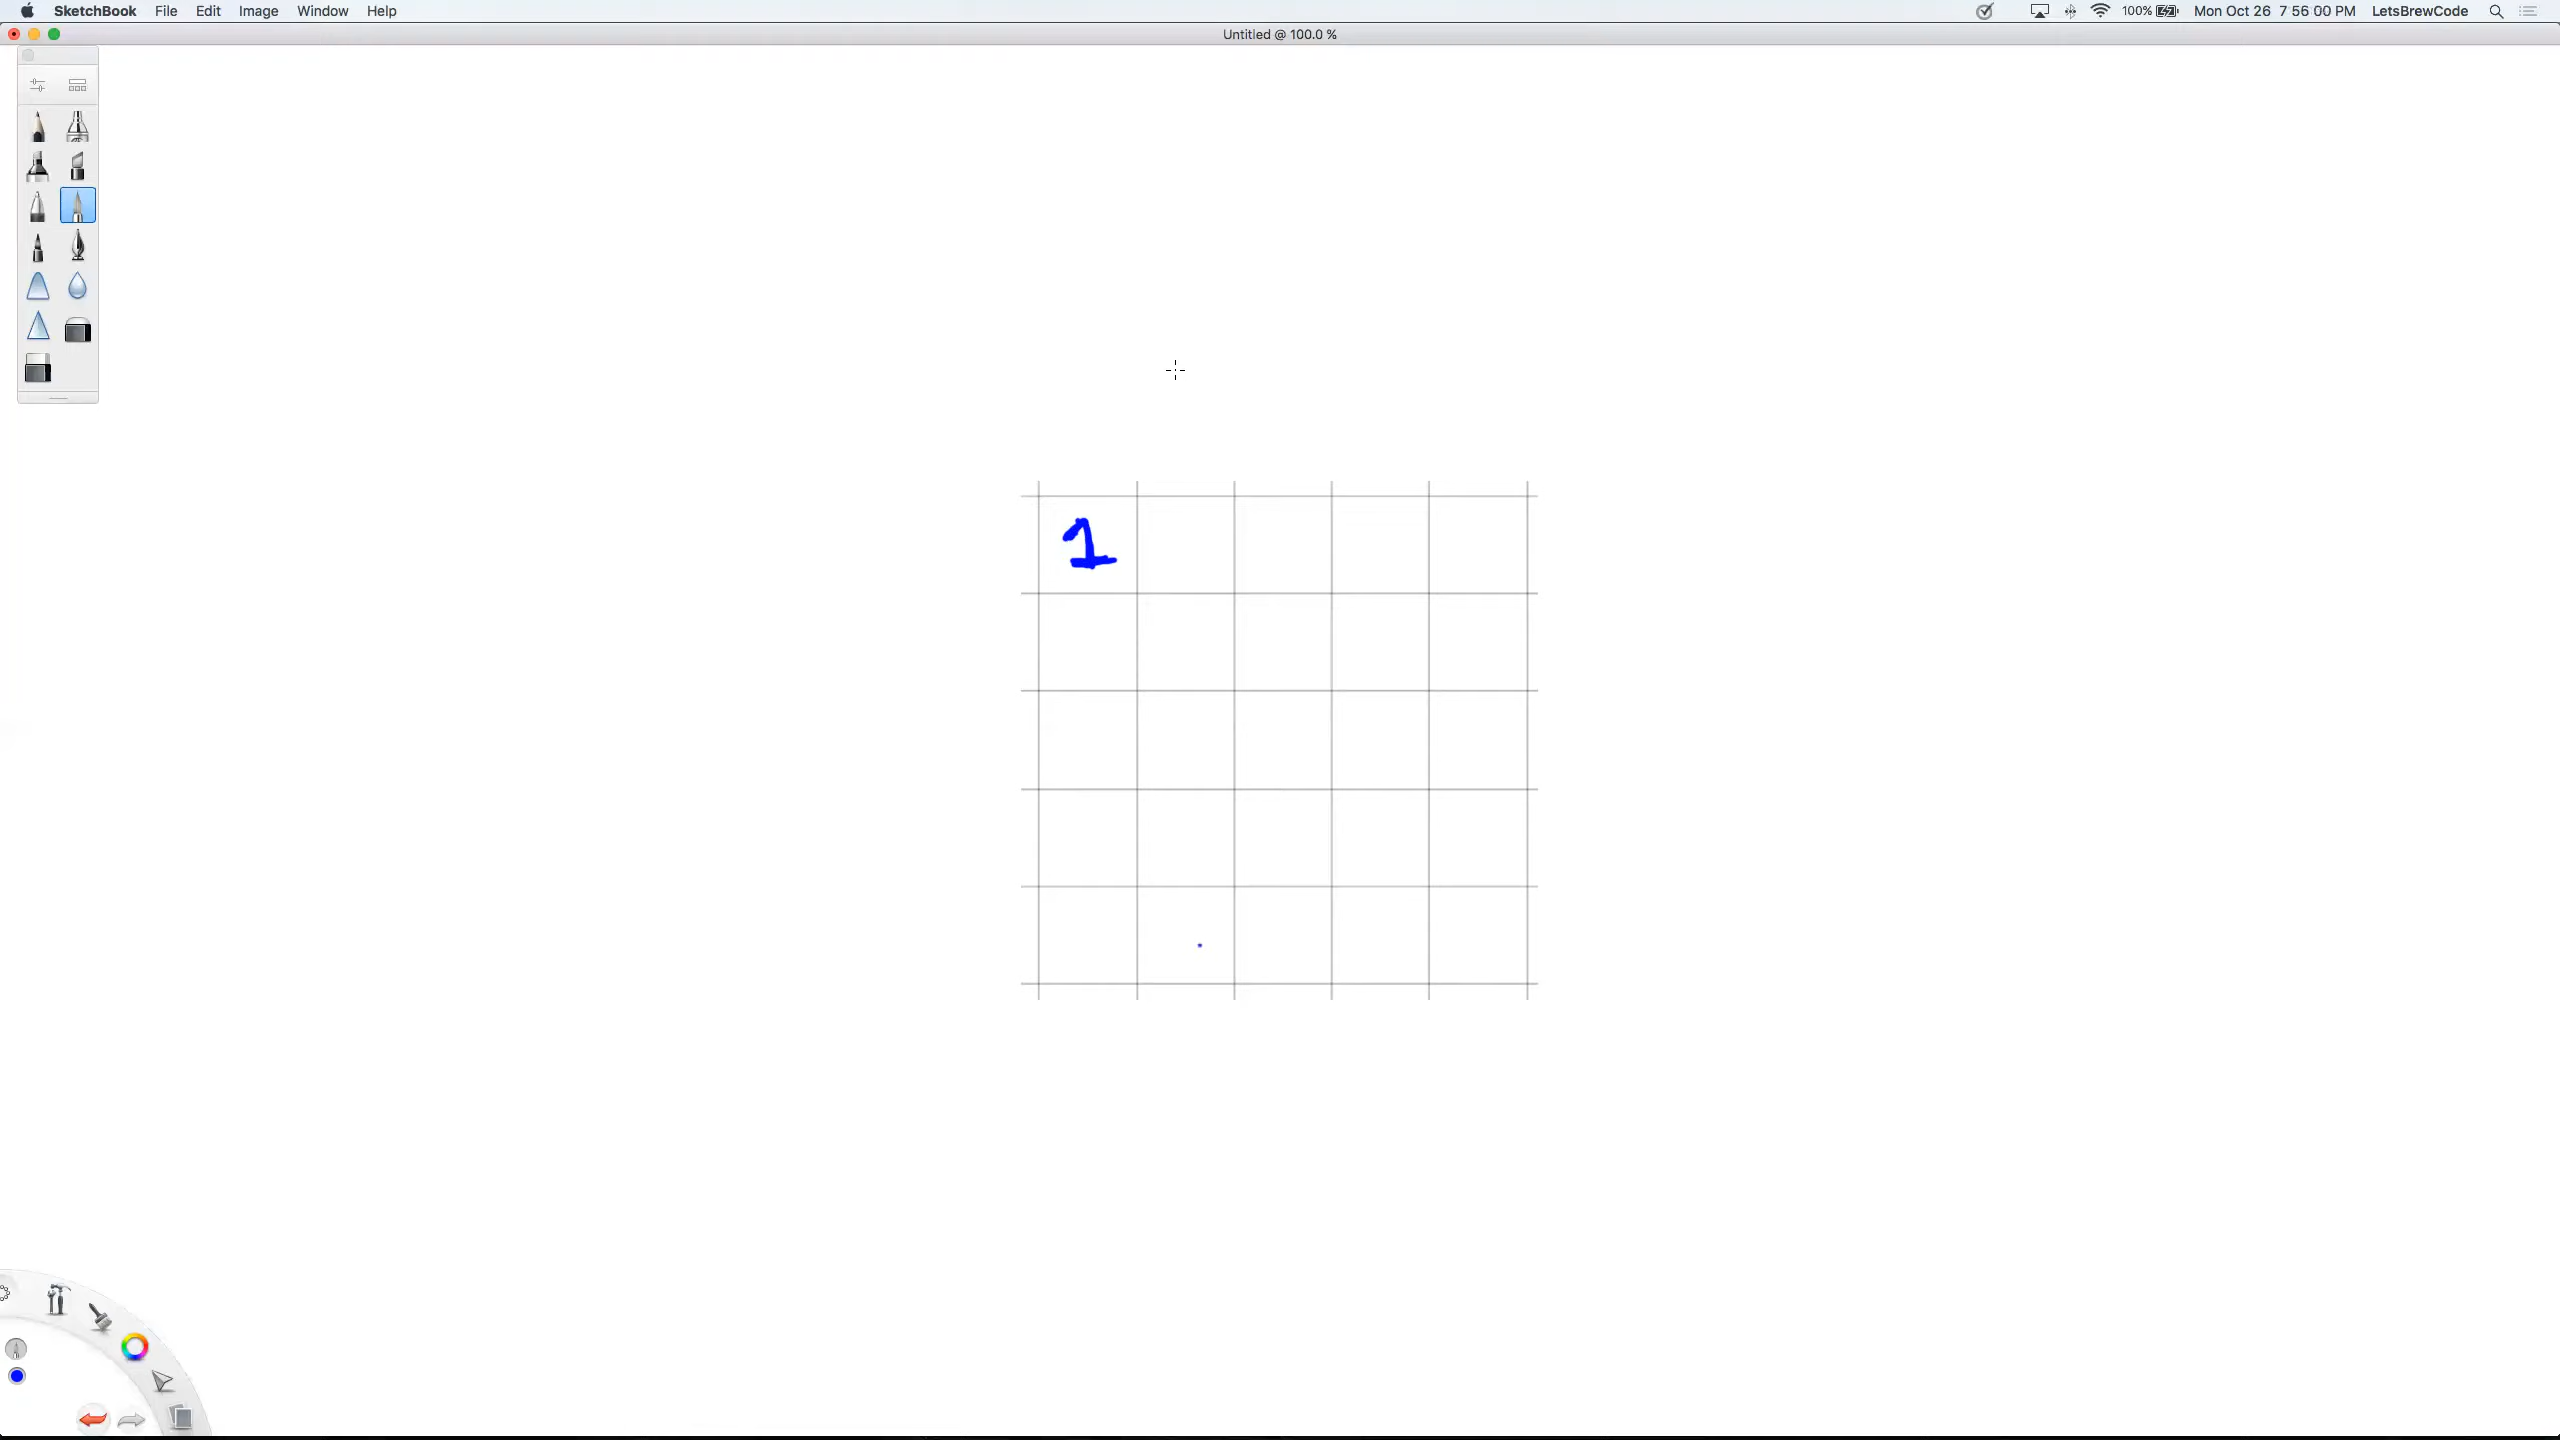 SketchBook File Edit Image Window Help 100% Mon Oct 26 7 56 00 PM LetsBrewCode
Untitled @ 100.0 %
1